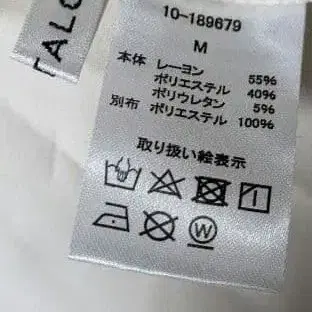 TALC
10-189679
M
本体 レーヨン 55%
ポリエステル 40%
ポリウレタン 5%
別布 ポリエステル 100%
取り扱い絵表示
W